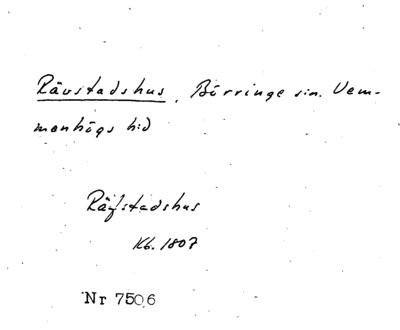 Rävstadshus, Börringe sn. Vem-
menhögs hd
Räfstadshus
Kb. 1807
Nr 7506